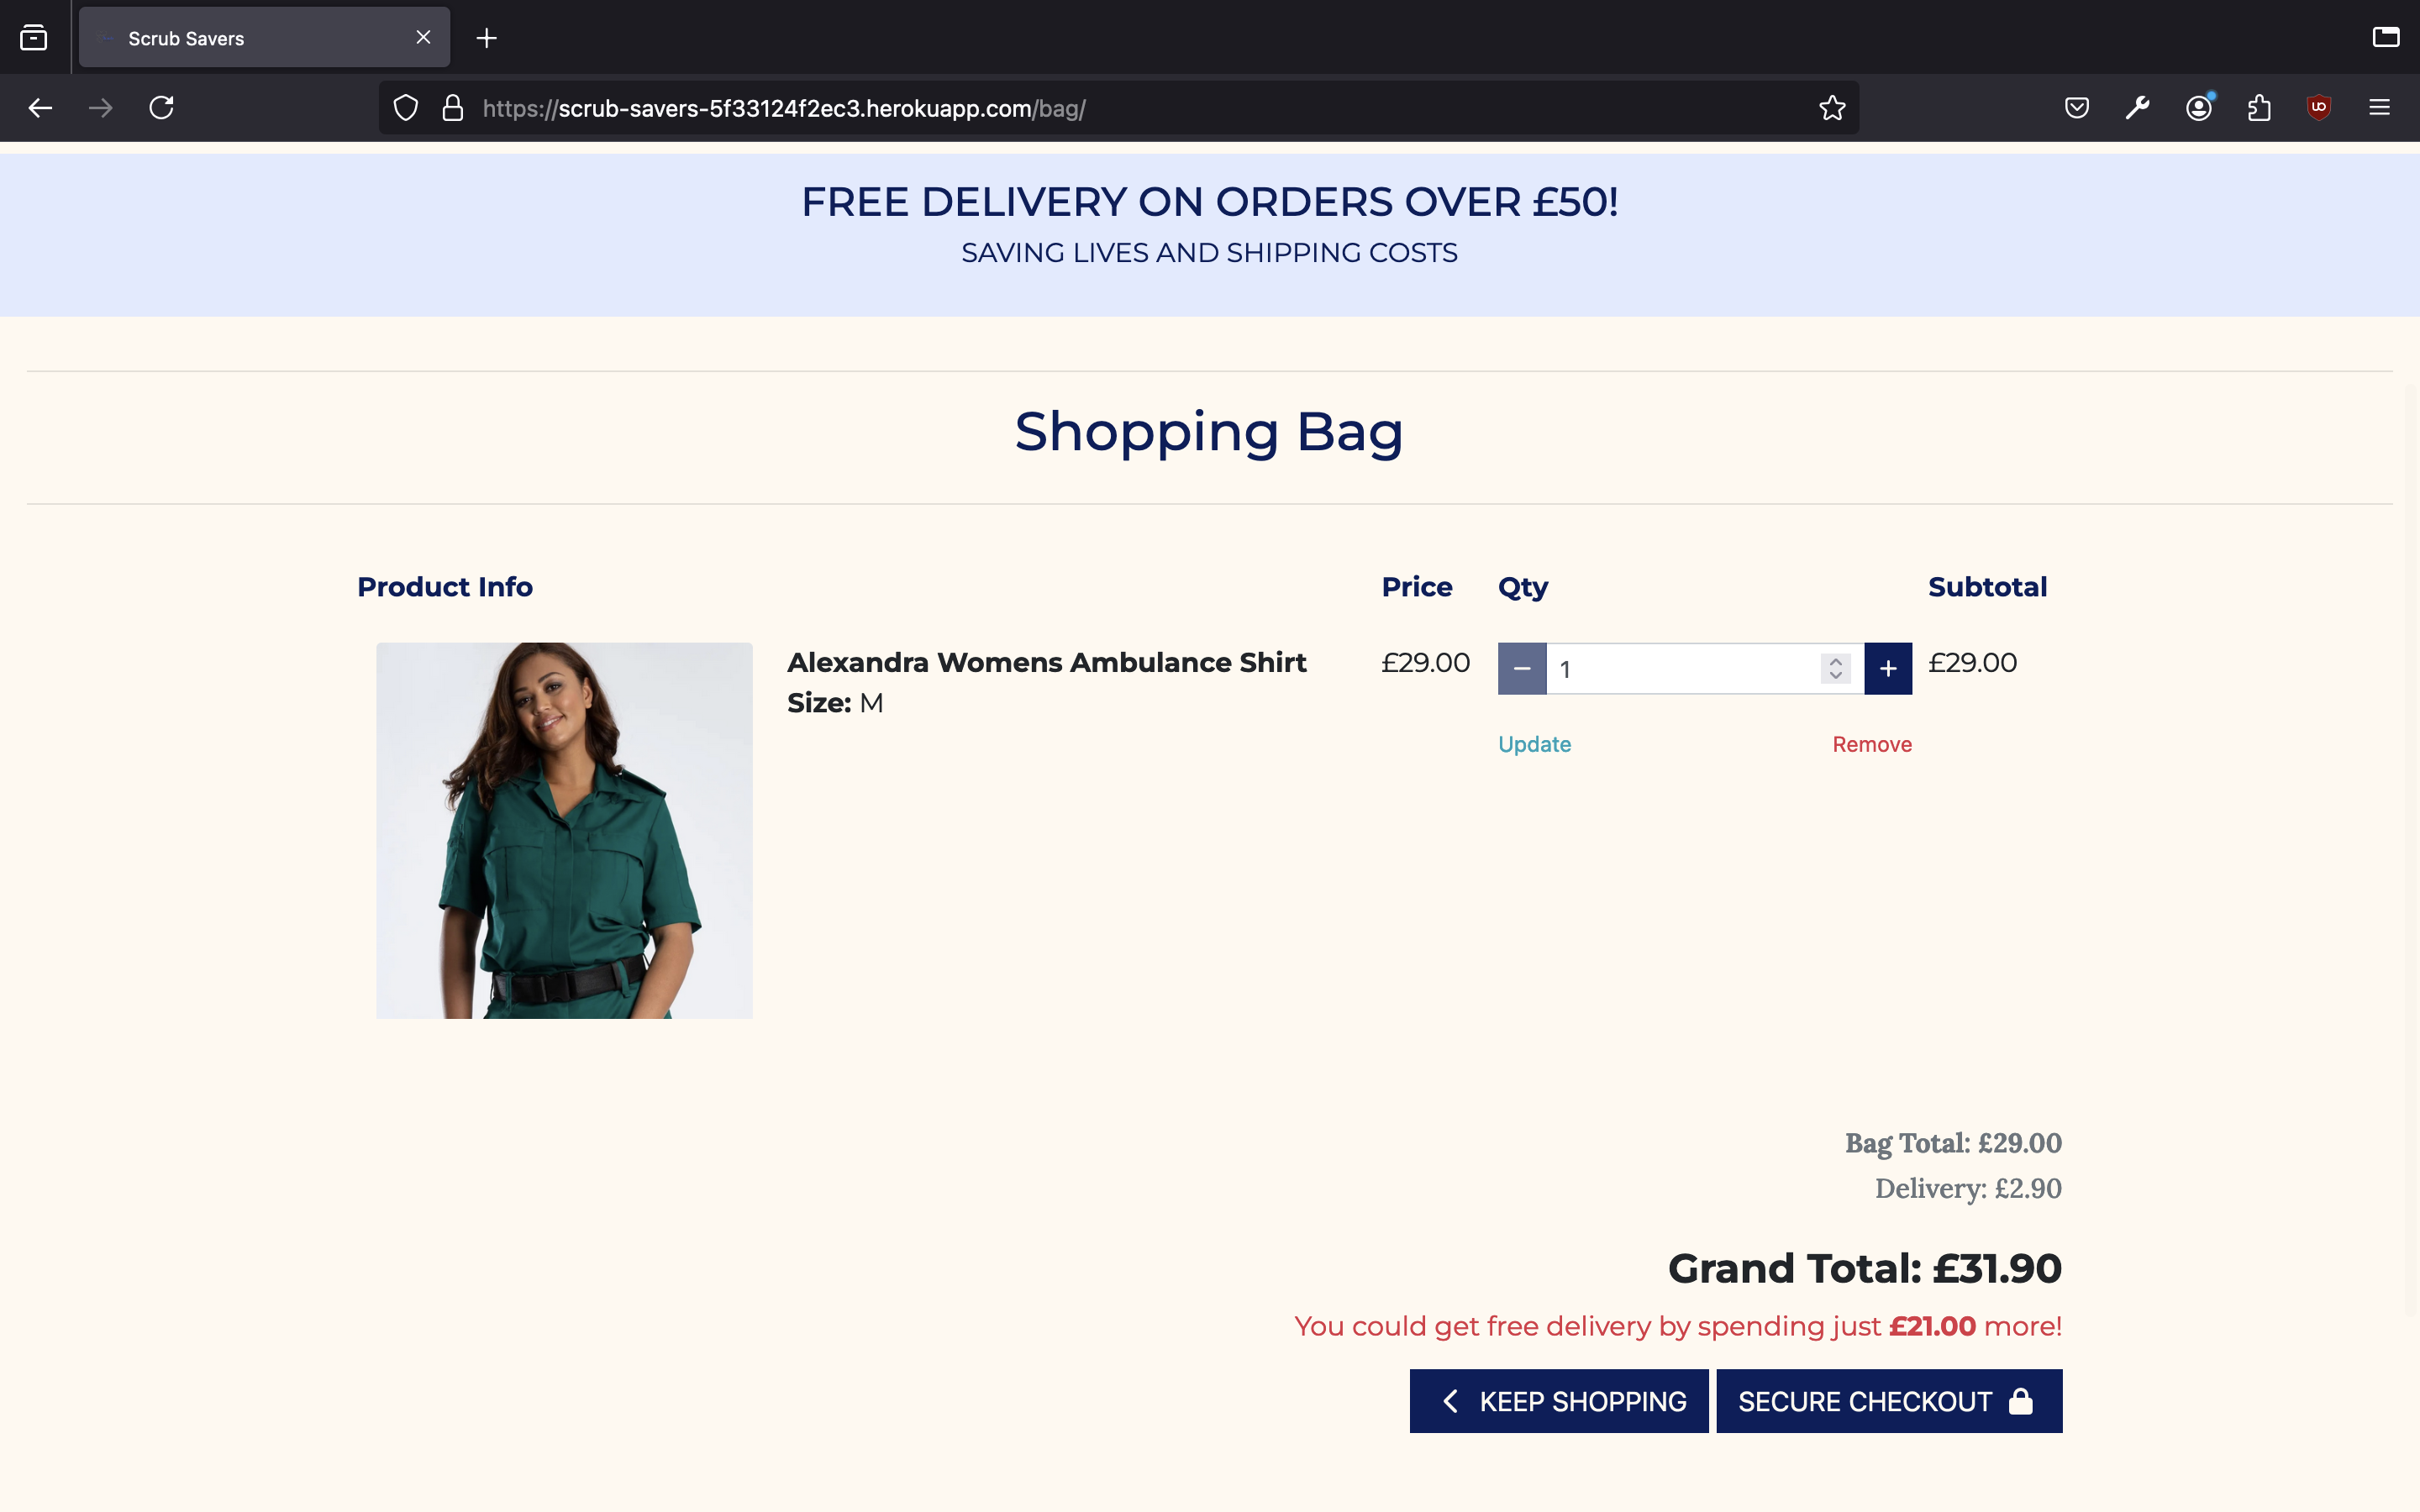 Scrub Savers
https://scrub-savers-5f33124f2ec3.herokuapp.com/bag/
FREE DELIVERY ON ORDERS OVER £50!
SAVING LIVES AND SHIPPING COSTS
Shopping Bag
Product Info Price Qty Subtotal
Alexandra Womens Ambulance Shirt £29.00 − 1 + £29.00
Size: M
Update Remove
Bag Total: £29.00
Delivery: £2.90
Grand Total: £31.90
You could get free delivery by spending just £21.00 more!
KEEP SHOPPING SECURE CHECKOUT